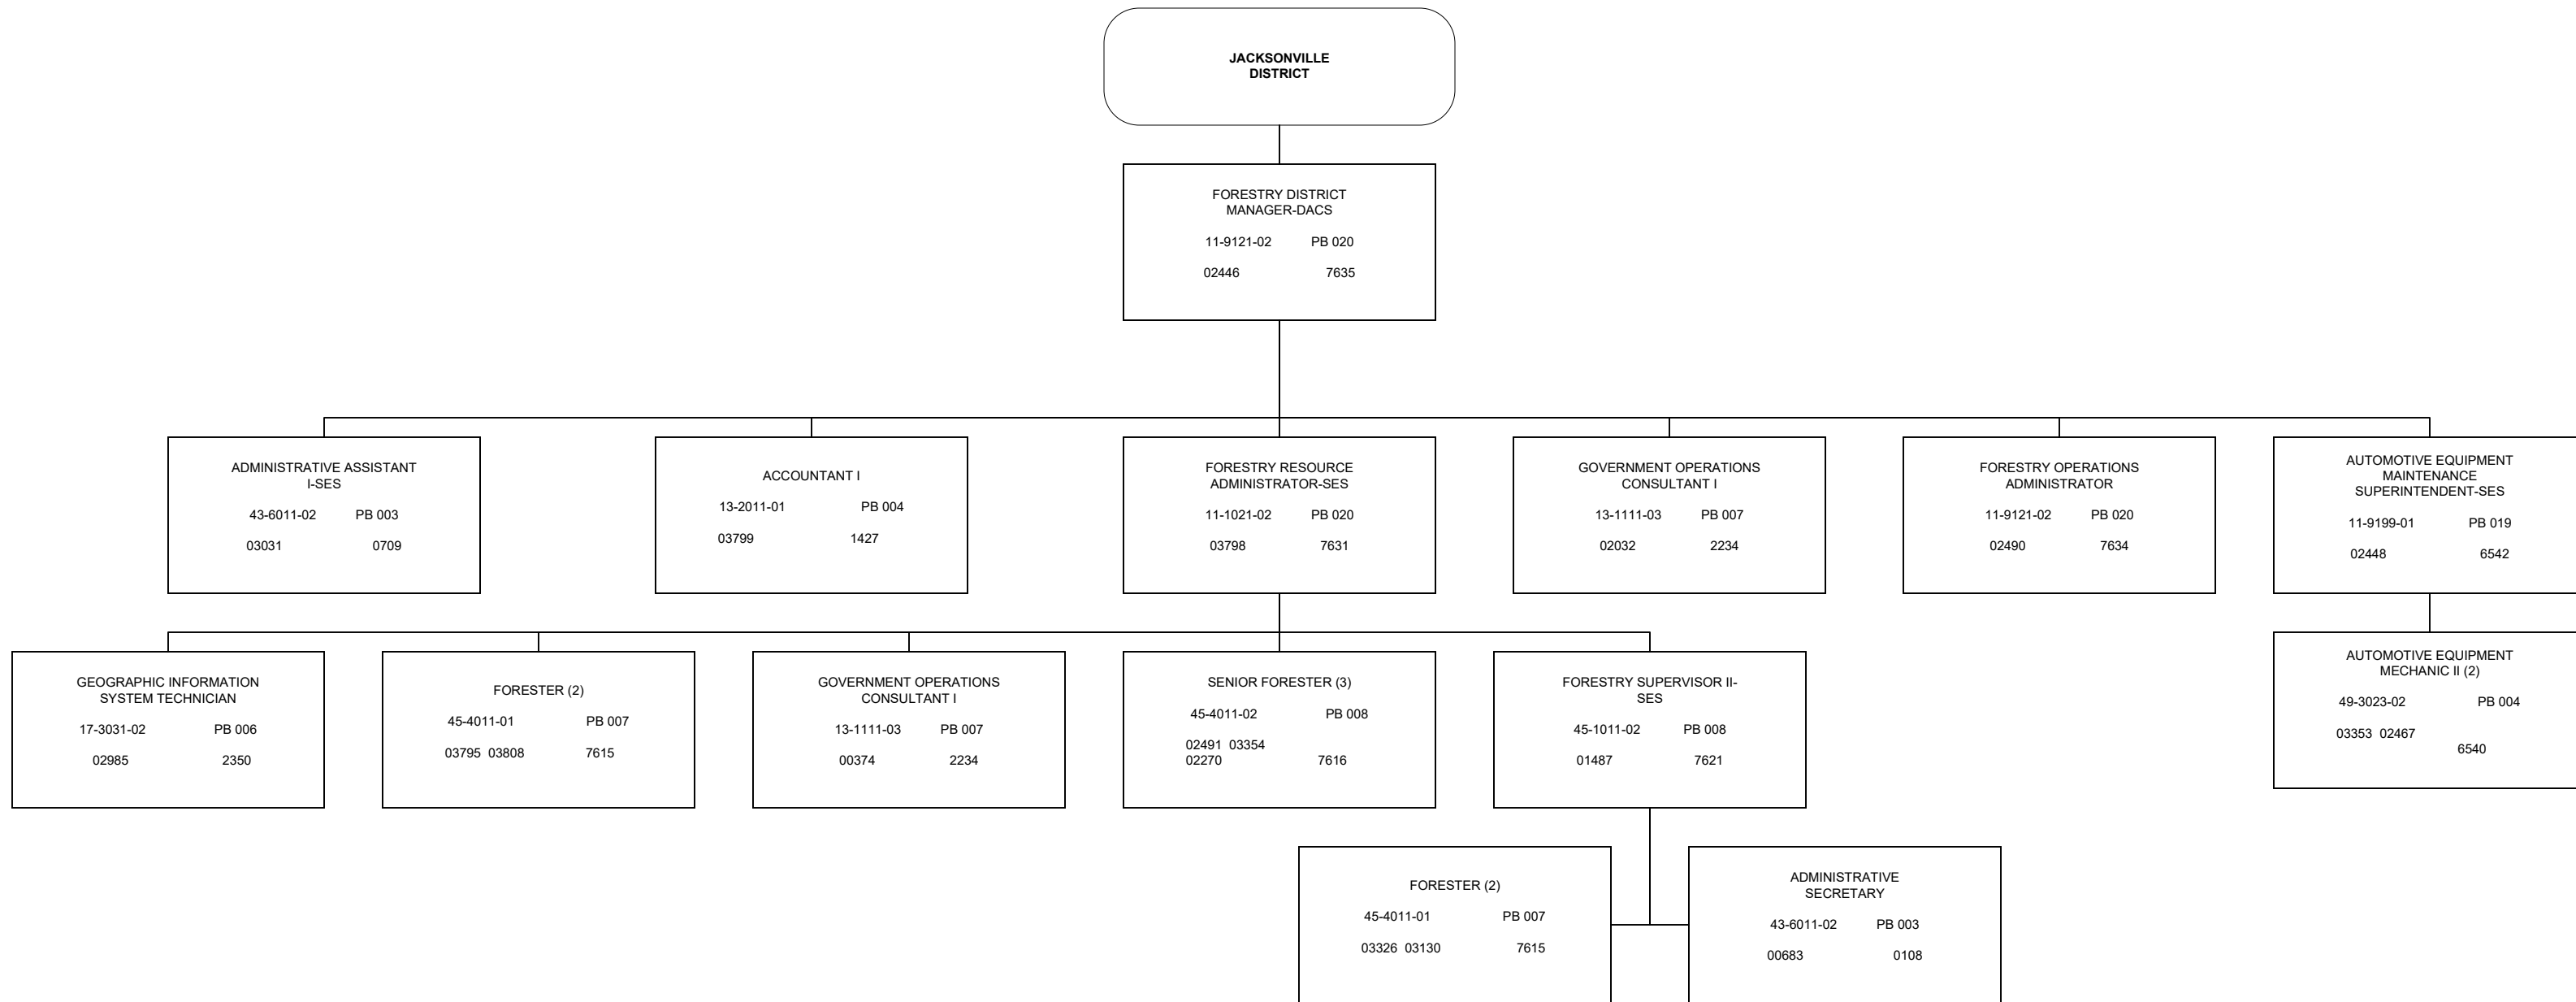 JACKSONVILLE
DISTRICT
FORESTRY DISTRICT
MANAGER-DACS
11-9121-02 PB 020
02446 7635
ADMINISTRATIVE ASSISTANT
I-SES
43-6011-02 PB 003
03031 0709
ACCOUNTANT I
13-2011-01 PB 004
03799 1427
FORESTRY RESOURCE
ADMINISTRATOR-SES
11-1021-02 PB 020
03798 7631
GOVERNMENT OPERATIONS
CONSULTANT I
13-1111-03 PB 007
02032 2234
FORESTRY OPERATIONS
ADMINISTRATOR
11-9121-02 PB 020
02490 7634
AUTOMOTIVE EQUIPMENT
MAINTENANCE
SUPERINTENDENT-SES
11-9199-01 PB 019
02448 6542
GEOGRAPHIC INFORMATION
SYSTEM TECHNICIAN
17-3031-02 PB 006
02985 2350
FORESTER (2)
45-4011-01 PB 007
03795 03808 7615
GOVERNMENT OPERATIONS
CONSULTANT I
13-1111-03 PB 007
00374 2234
SENIOR FORESTER (3)
45-4011-02 PB 008
02491 03354
02270 7616
FORESTRY SUPERVISOR II-
SES
45-1011-02 PB 008
01487 7621
AUTOMOTIVE EQUIPMENT
MECHANIC II (2)
49-3023-02 PB 004
03353 02467
6540
FORESTER (2)
45-4011-01 PB 007
03326 03130 7615
ADMINISTRATIVE
SECRETARY
43-6011-02 PB 003
00683 0108